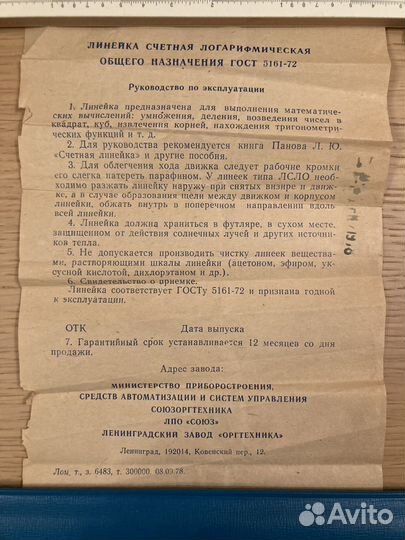 ЛИНЕЙКА СЧЕТНАЯ ЛОГАРИФМИЧЕСКАЯ
ОБЩЕГО НАЗНАЧЕНИЯ ГОСТ 5161-72
Руководство по эксплуатации
1. Линейка предназначена для выполнения математиче-
ских вычислений: умножения, деления, возведения чисел в
квадрат, куб, извлечения корней, нахождения тригонометри-
ческих функций и т. д.
2. Для руководства рекомендуется книга Панова Л. Ю.
«Счетная линейка» и другие пособия.
3. Для облегчения хода движка следует рабочие кромки
его слегка натереть парафином. У линеек типа ЛСЛО необ-
ходимо разжать линейку наружу при снятых визире и движ-
ке, а в случае образования щели между движком и корпусом
линейки, обжать внутрь в поперечном направлении вдоль
всей линейки.
4. Линейка должна храниться в футляре, в сухом месте,
защищенном от действия солнечных лучей и других источни-
ков тепла.
5. Не допускается производить чистку линеек вещества-
ми, растворяющими шкалы линейки (ацетоном, эфиром, ук-
сусной кислотой, дихлорэтаном и др.).
6. Свидетельство о приемке.
Линейка соответствует ГОСТу 5161-72 и признана годной
к эксплуатации.
ОТК Дата выпуска
7. Гарантийный срок устанавливается 12 месяцев со дня
продажи.
Адрес завода:
МИНИСТЕРСТВО ПРИБОРОСТРОЕНИЯ,
СРЕДСТВ АВТОМАТИЗАЦИИ И СИСТЕМ УПРАВЛЕНИЯ
СОЮЗОРГТЕХНИКА
ЛПО «СОЮЗ»
ЛЕНИНГРАДСКИЙ ЗАВОД «ОРГТЕХНИКА»
Ленинград, 192014, Ковенский пер., 12.
Лом. т., з. 6483, т. 300000. 08.09.78.
Avito